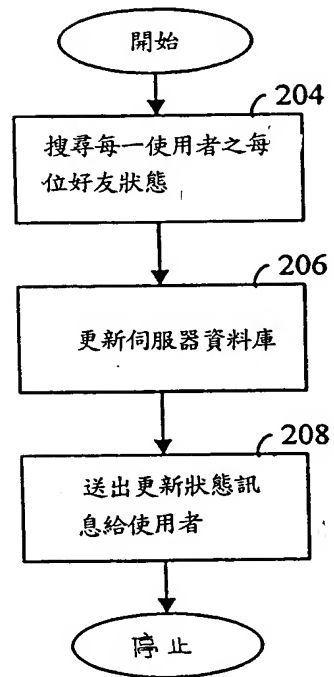 開始
204
搜尋每一使用者之每
位好友狀態
206
更新伺服器資料庫
208
送出更新狀態訊
息給使用者
停止